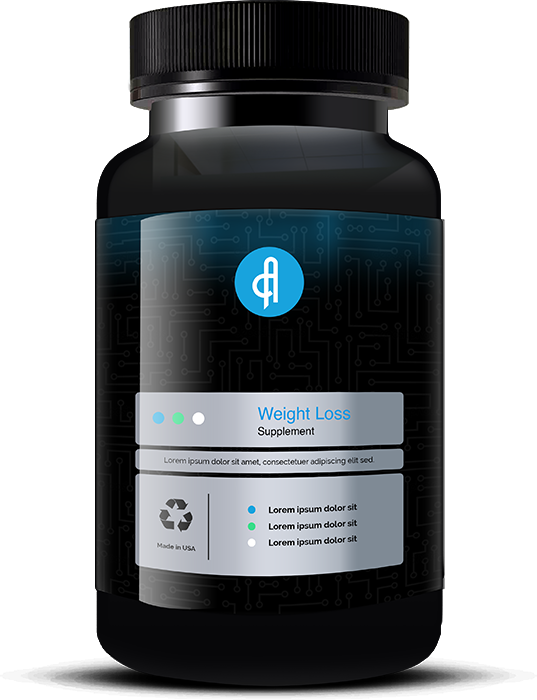 Weight Loss
Supplement
Lorem ipsum dolor sit amet, consectetuer adipiscing elit sed.
Lorem ipsum dolor sit
Lorem ipsum dolor sit
Made in USA
Lorem ipsum dolor sit